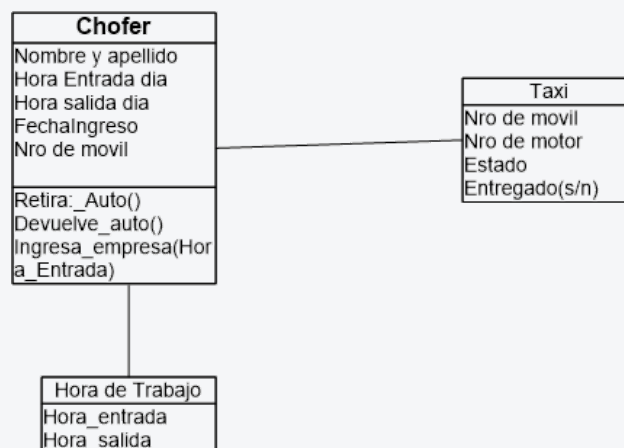 Chofer
Nombre y apellido
Hora Entrada dia
Hora salida dia
FechaIngreso
Nro de movil
Retira:_Auto()
Devuelve_auto()
Ingresa_empresa(Hor
a_Entrada)
Taxi
Nro de movil
Nro de motor
Estado
Entregado(s/n)
Hora de Trabajo
Hora_entrada
Hora_salida